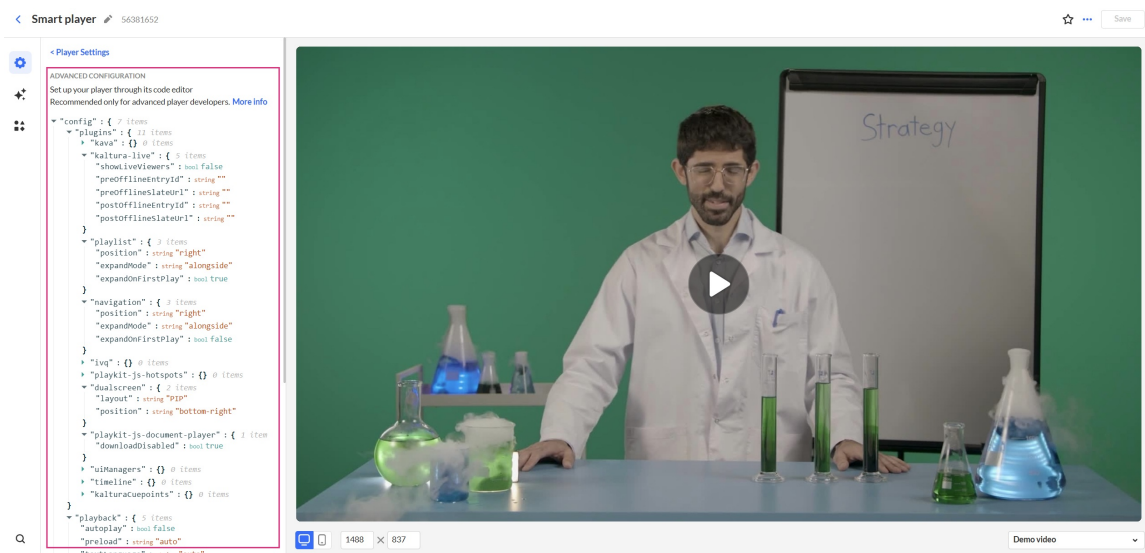 Smart player 56381652
Save
< Player Settings
ADVANCED CONFIGURATION
Set up your player through its code editor
Recommended only for advanced player developers. More info
"config" : { 7 items
"plugins" : { 11 items
"kava" : {} 0 items
"kaltura-live" : { 5 items
"showLiveViewers" : bool false
"preOfflineEntryId" : string ""
"preOfflineSlateUrl" : string ""
"postOfflineEntryId" : string ""
"postOfflineSlateUrl" : string ""
}
"playlist" : { 3 items
"position" : string "right"
"expandMode" : string "alongside"
"expandOnFirstPlay" : bool true
}
"navigation" : { 3 items
"position" : string "right"
"expandMode" : string "alongside"
"expandOnFirstPlay" : bool false
}
"ivq" : {} 0 items
"playkit-js-hotspots" : {} 0 items
"dualscreen" : { 2 items
"layout" : string "PIP"
"position" : string "bottom-right"
}
"playkit-js-document-player" : { 1 item
"downloadDisabled" : bool true
}
"uiManagers" : {} 0 items
"timeline" : {} 0 items
"kalturaCuepoints" : {} 0 items
}
"playback" : { 5 items
"autoplay" : bool false
"preload" : string "auto"
Strategy
1488 × 837
Demo video